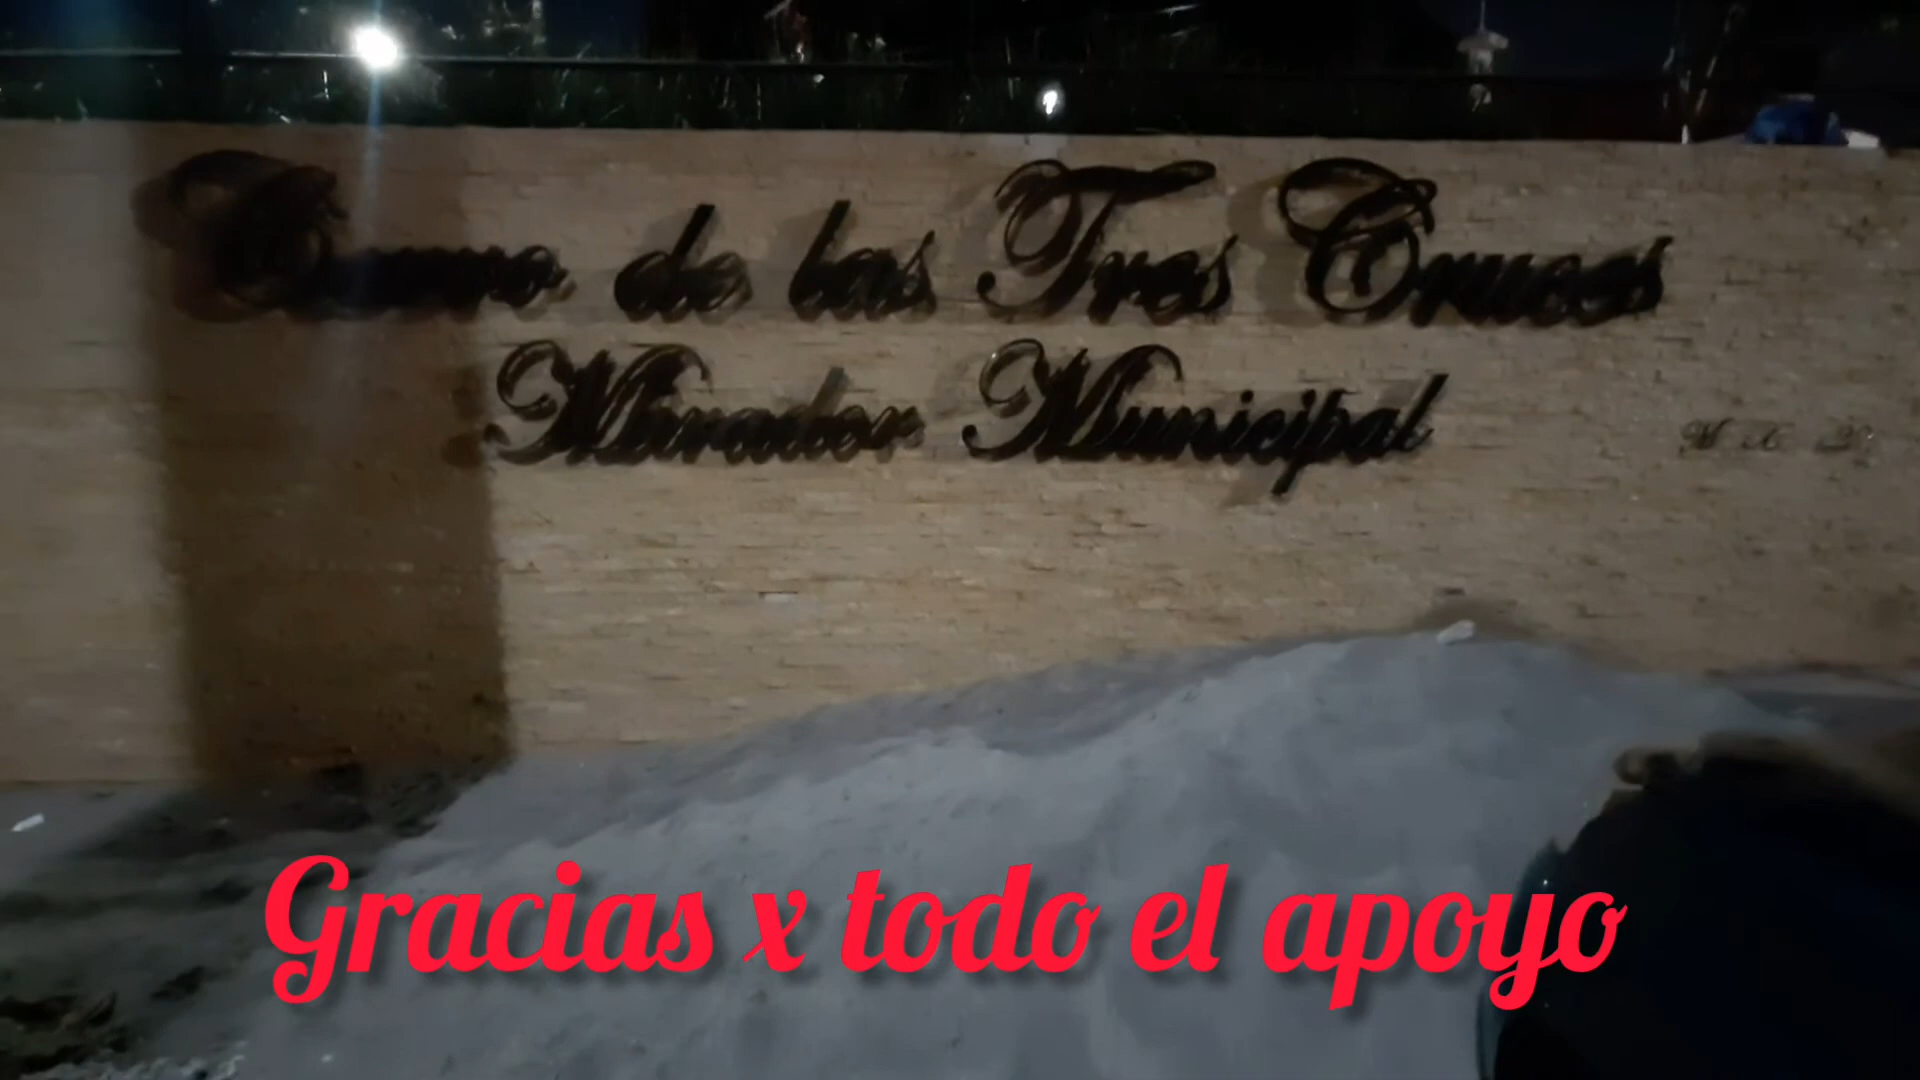 Cerro de las Tres Cruces
Mirador Municipal
Gracias x todo el apoyo